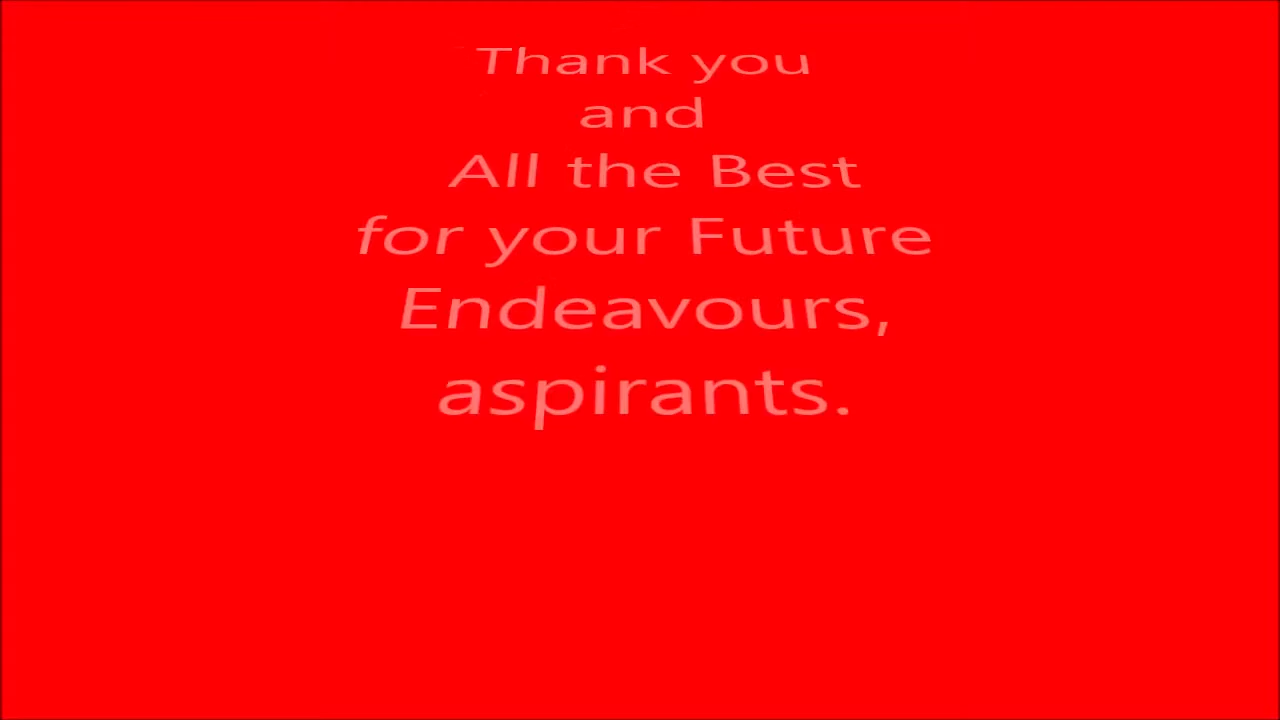 Thank you
and
All the Best
for your Future
Endeavours,
aspirants.